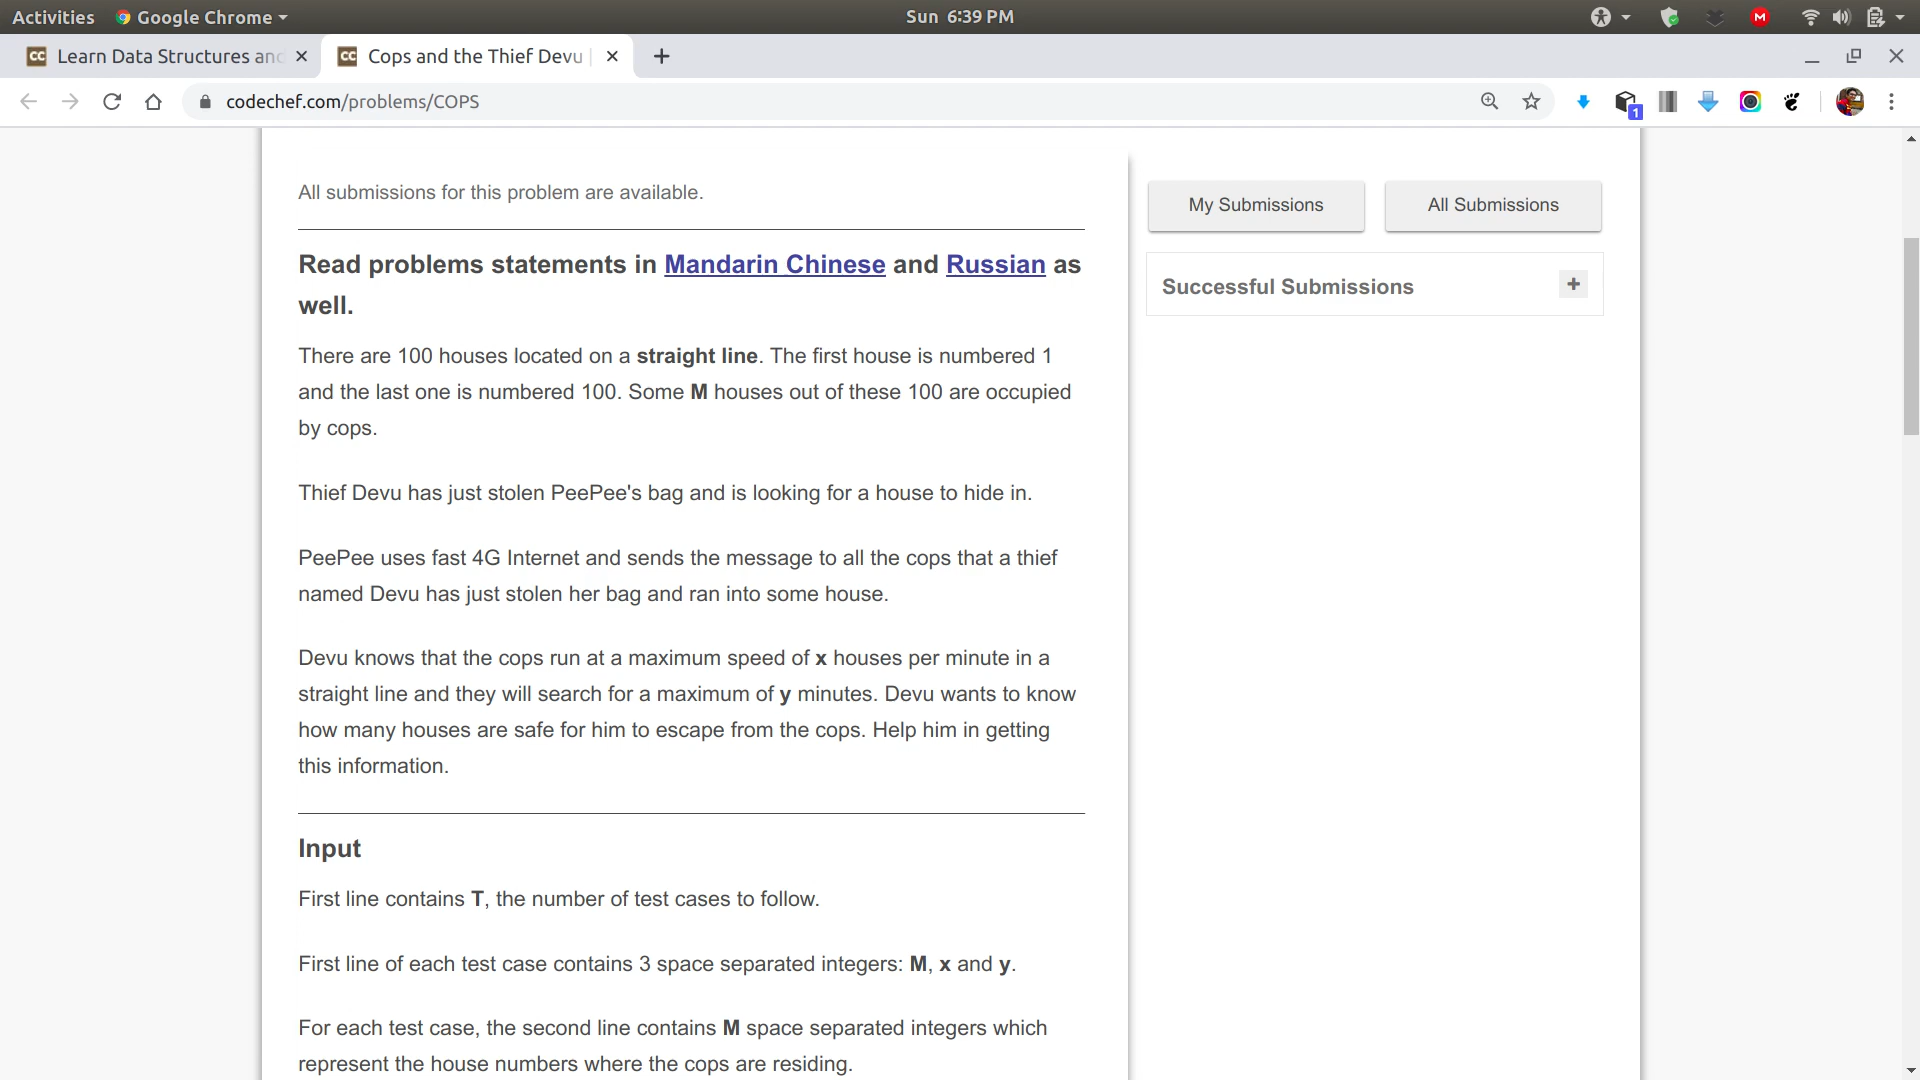 Activities
Google Chrome
Sun 6:39 PM
Learn Data Structures and
Cops and the Thief Devu
codechef.com/problems/COPS
1
All submissions for this problem are available.
My Submissions
All Submissions
Read problems statements in Mandarin Chinese and Russian as
well.
Successful Submissions
+
There are 100 houses located on a straight line. The first house is numbered 1
and the last one is numbered 100. Some M houses out of these 100 are occupied
by cops.
Thief Devu has just stolen PeePee's bag and is looking for a house to hide in.
PeePee uses fast 4G Internet and sends the message to all the cops that a thief
named Devu has just stolen her bag and ran into some house.
Devu knows that the cops run at a maximum speed of x houses per minute in a
straight line and they will search for a maximum of y minutes. Devu wants to know
how many houses are safe for him to escape from the cops. Help him in getting
this information.
Input
First line contains T, the number of test cases to follow.
First line of each test case contains 3 space separated integers: M, x and y.
For each test case, the second line contains M space separated integers which
represent the house numbers where the cops are residing.